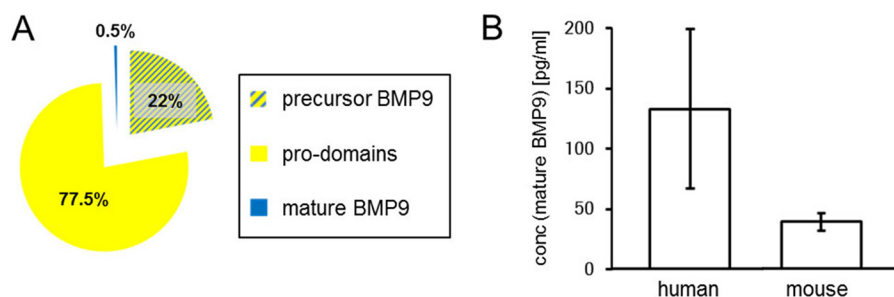 A
0.5%
22%
77.5%
precursor BMP9
pro-domains
mature BMP9
B
conc (mature BMP9) [pg/ml]
200
150
100
50
0
human
mouse